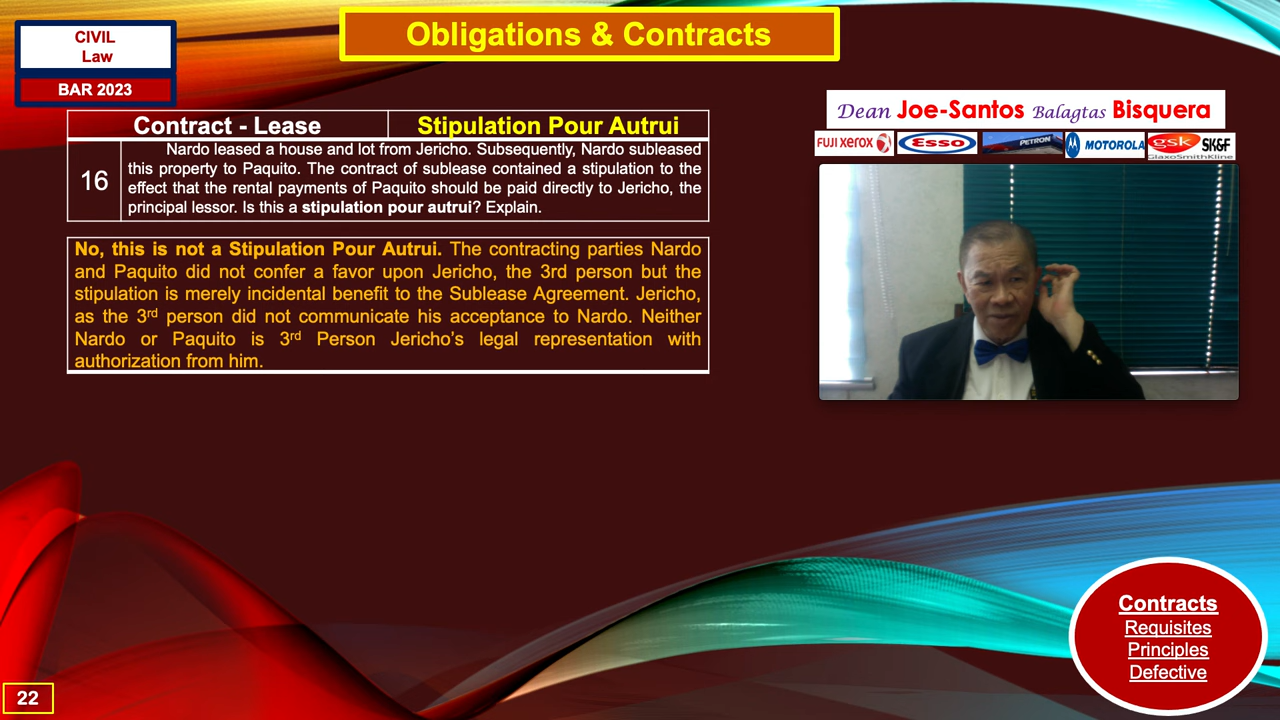 Obligations & Contracts
CIVIL
Law
BAR 2023
Contract - Lease
Stipulation Pour Autrui
16
Nardo leased a house and lot from Jericho. Subsequently, Nardo subleased
this property to Paquito. The contract of sublease contained a stipulation to the
effect that the rental payments of Paquito should be paid directly to Jericho, the
principal lessor. Is this a stipulation pour autrui? Explain.
No, this is not a Stipulation Pour Autrui. The contracting parties Nardo
and Paquito did not confer a favor upon Jericho, the 3rd person but the
stipulation is merely incidental benefit to the Sublease Agreement. Jericho,
as the 3rd person did not communicate his acceptance to Nardo. Neither
Nardo or Paquito is 3rd Person Jericho's legal representation with
authorization from him.
Dean Joe-Santos Balagtas Bisquera
FUJI XEROX
Esso
PETRON
MOTOROLA
gsk SK&F
GlaxoSmithKline
Contracts
Requisites
Principles
Defective
22